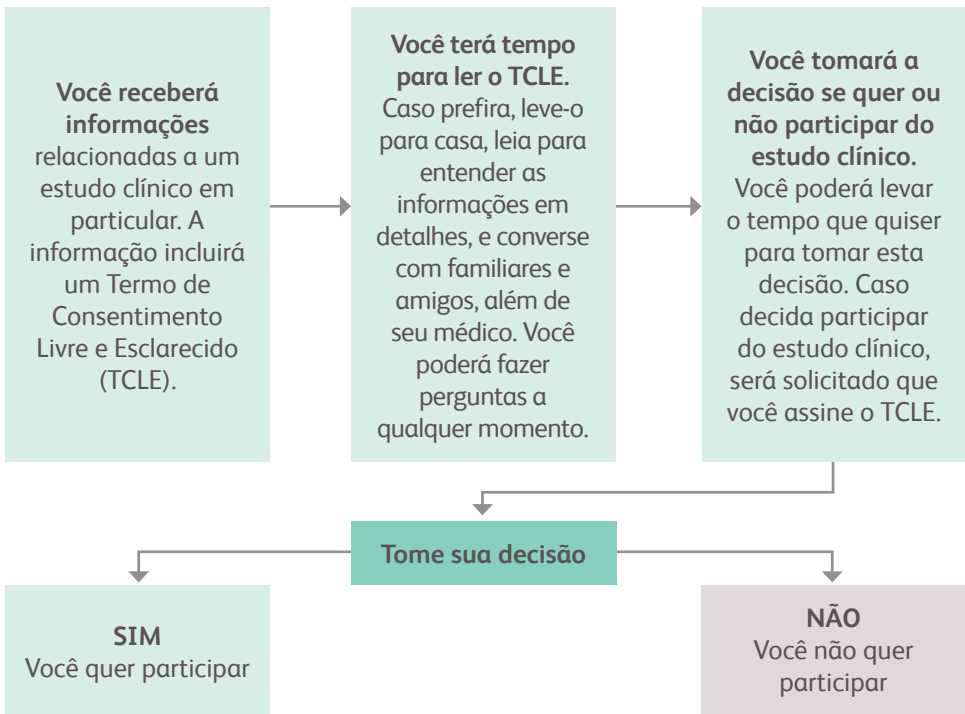 Você receberá
informações
relacionadas a um
estudo clínico em
particular. A
informação incluirá
um Termo de
Consentimento
Livre e Esclarecido
(TCLE).
Você terá tempo
para ler o TCLE.
Caso prefira, leve-o
para casa, leia para
entender as
informações em
detalhes, e converse
com familiares e
amigos, além de
seu médico. Você
poderá fazer
perguntas a
qualquer momento.
Você tomará a
decisão se quer ou
não participar do
estudo clínico.
Você poderá levar
o tempo que quiser
para tomar esta
decisão. Caso
decida participar
do estudo clínico,
será solicitado que
você assine o TCLE.
Tome sua decisão
SIM
Você quer participar
NÃO
Você não quer
participar